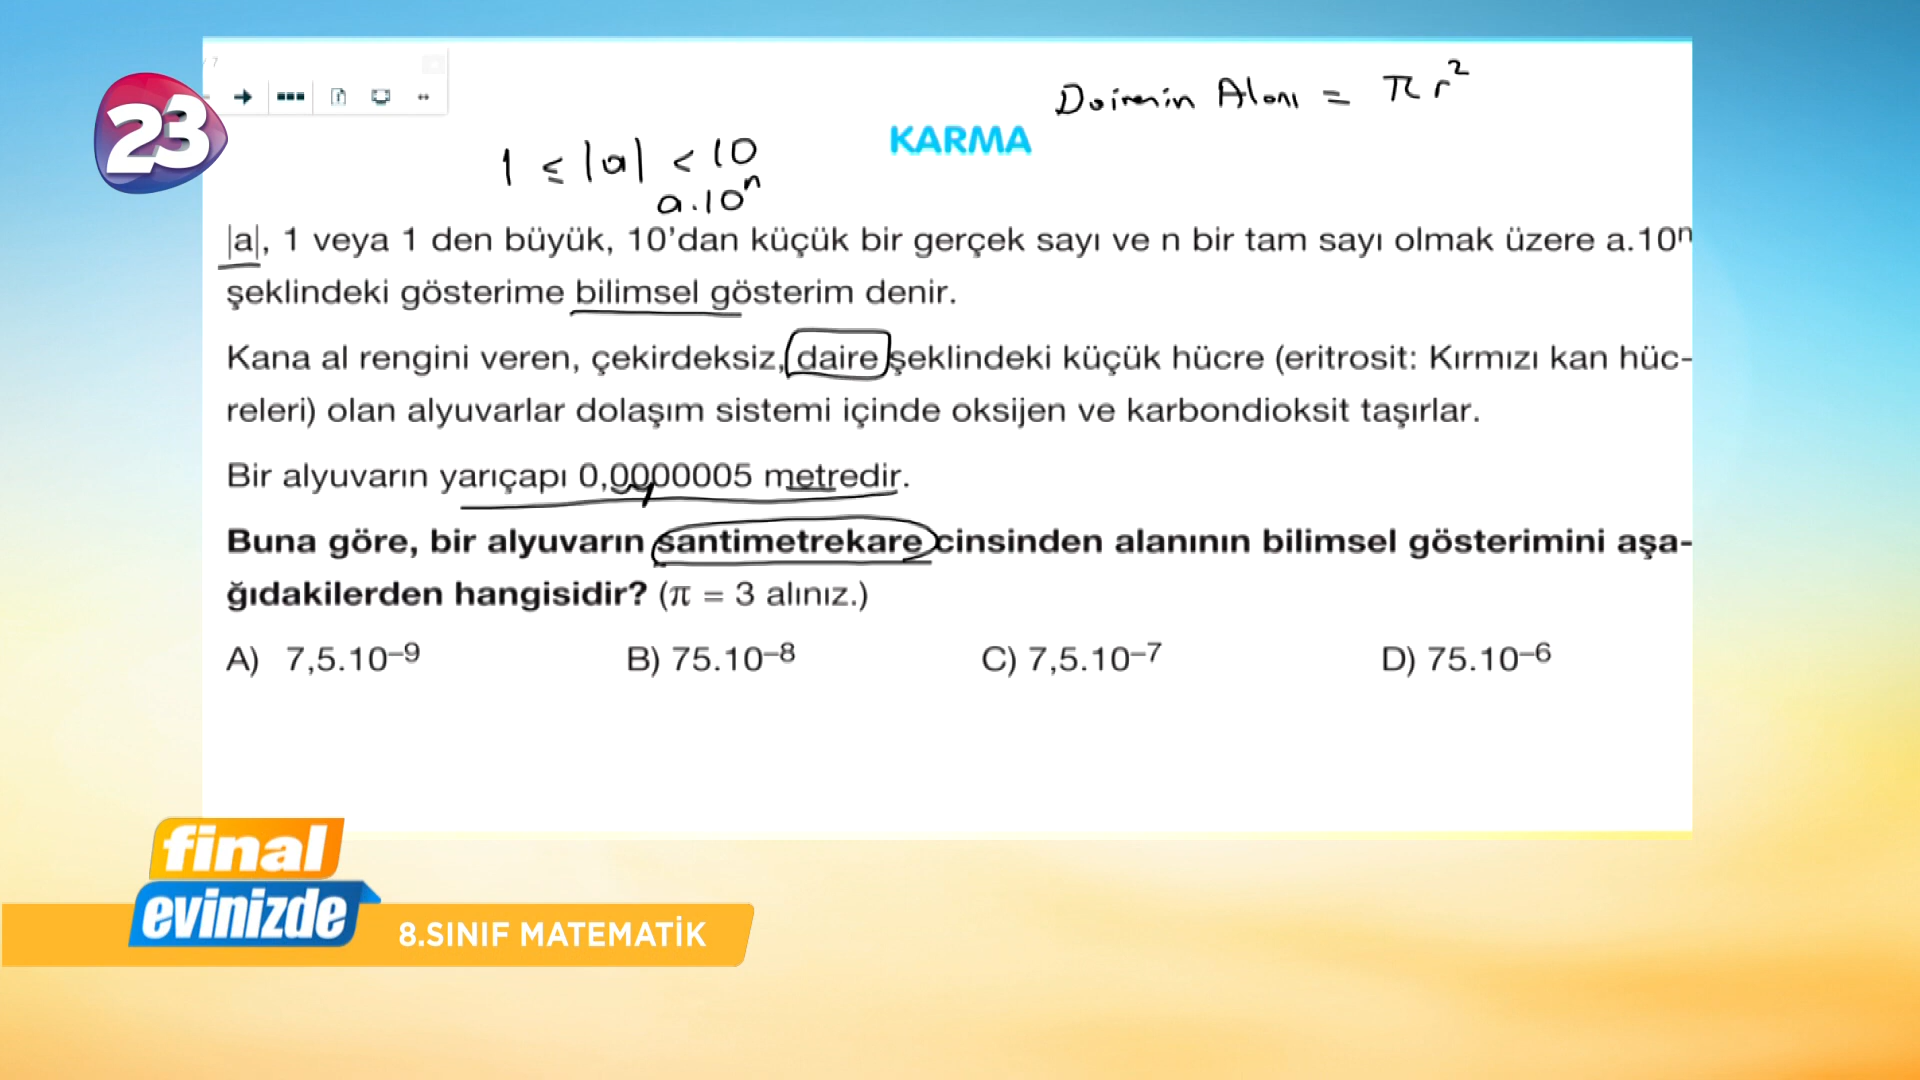 7
23
Dairenin Alanı = πr²
KARMA
1 ≤ |a| < 10
a.10ⁿ
|a|, 1 veya 1 den büyük, 10’dan küçük bir gerçek sayı ve n bir tam sayı olmak üzere a.10ⁿ
şeklindeki gösterime bilimsel gösterim denir.
Kana al rengini veren, çekirdeksiz, daire şeklindeki küçük hücre (eritrosit: Kırmızı kan hüc-
releri) olan alyuvarlar dolaşım sistemi içinde oksijen ve karbondioksit taşırlar.
Bir alyuvarın yarıçapı 0,0000005 metredir.
Buna göre, bir alyuvarın santimetrekare cinsinden alanının bilimsel gösterimini aşa-
ğıdakilerden hangisidir? (π = 3 alınız.)
A) 7,5.10⁻⁹ B) 75.10⁻⁸ C) 7,5.10⁻⁷ D) 75.10⁻⁶
final
evinizde
8.SINIF MATEMATİK